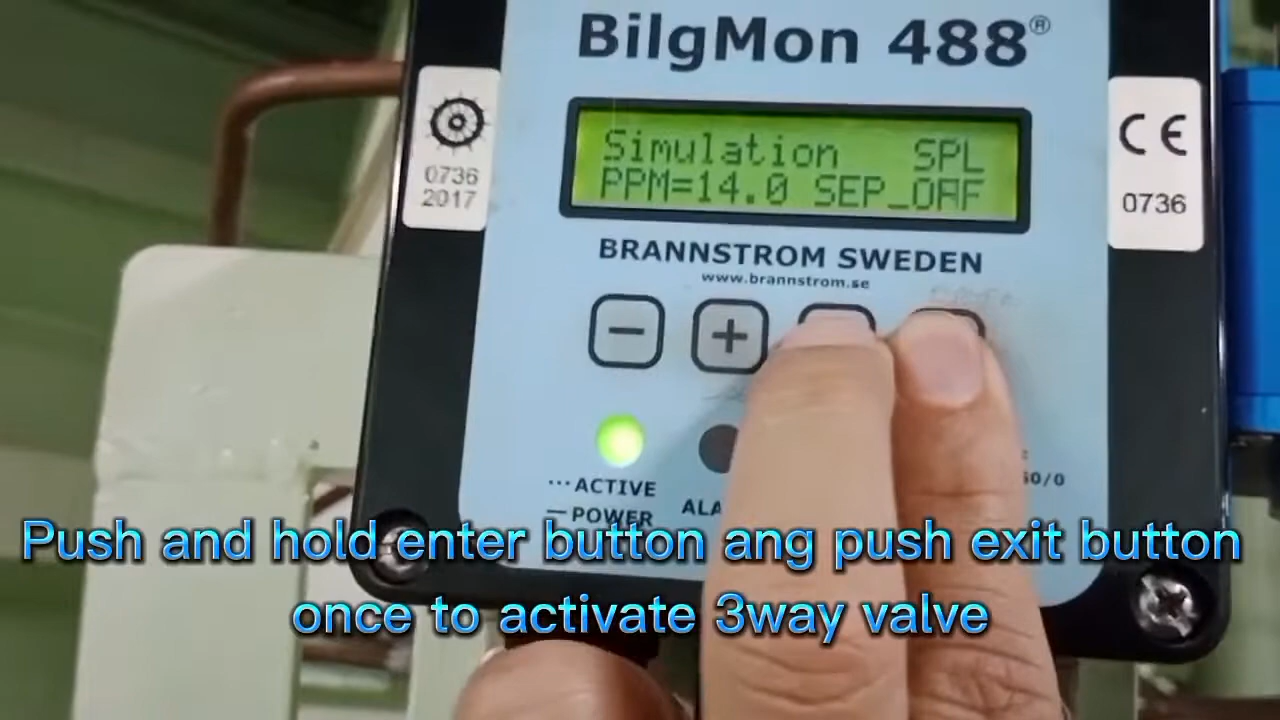 BilgMon 488®
0736
2017
Simulation SPL
PPM=14.0 SEP_ORF
CE
0736
BRANNSTROM SWEDEN
www.brannstrom.se
− +
···ACTIVE
—POWER
ALA
Push and hold enter button ang push exit button
once to activate 3way valve